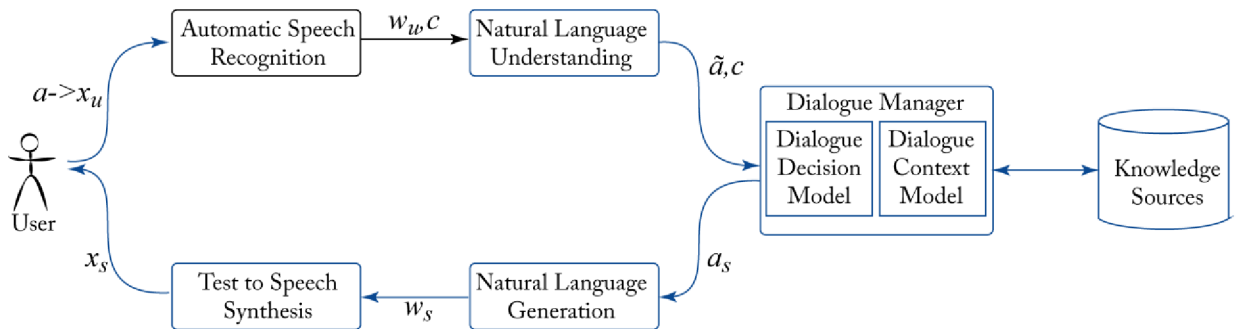 Automatic Speech
Recognition
w_u,c
Natural Language
Understanding
a->x_u
ã,c
Dialogue Manager
Dialogue
Decision
Model
Dialogue
Context
Model
Knowledge
Sources
User
x_s
Test to Speech
Synthesis
w_s
Natural Language
Generation
a_s